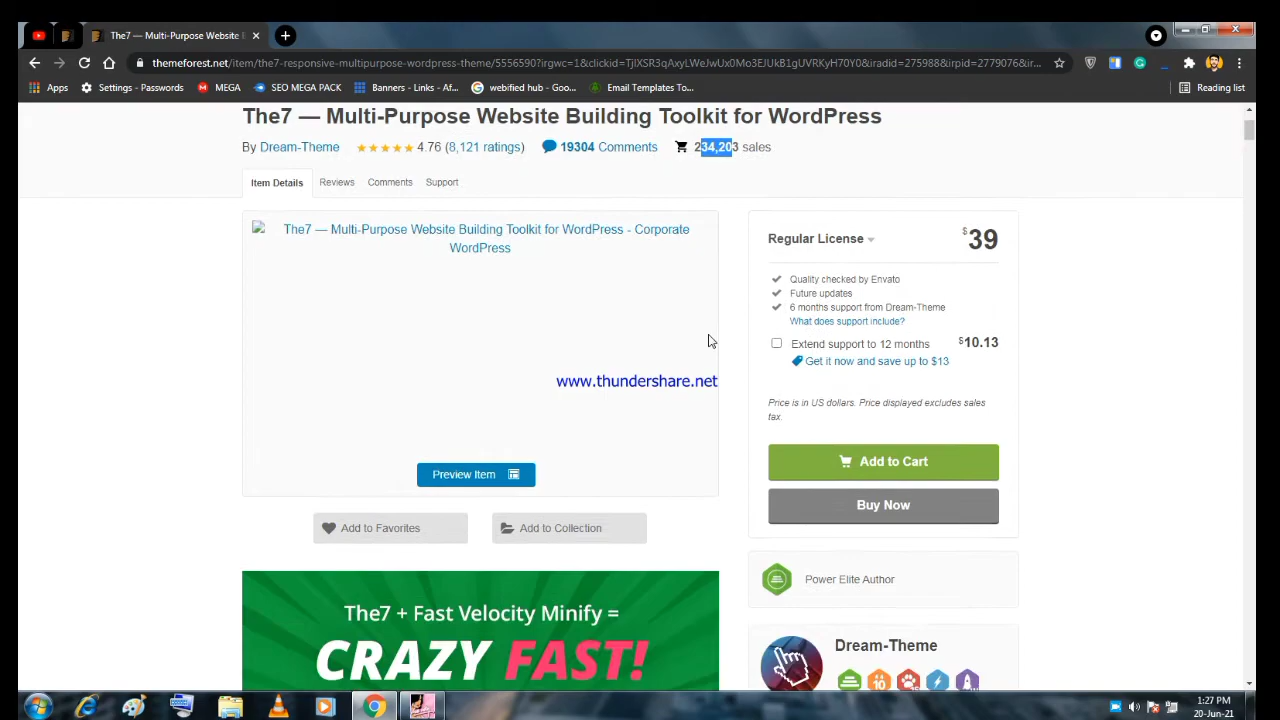 The7 — Multi-Purpose Website E
themeforest.net/item/the7-responsive-multipurpose-wordpress-theme/5556590?irgwc=1&clickid=TjlXSR3qAxyLWeJwUx0Mo3EJUkB1gUVRKyH70Y0&iradid=275988&irpid=2779076&ir...
Apps
Settings - Passwords
MEGA
SEO MEGA PACK
Banners - Links - Af...
webified hub - Goo...
Email Templates To...
Reading list
The7 — Multi-Purpose Website Building Toolkit for WordPress
By Dream-Theme 4.76 (8,121 ratings) 19304 Comments 234,203 sales
Item Details Reviews Comments Support
The7 — Multi-Purpose Website Building Toolkit for WordPress - Corporate
WordPress
www.thundershare.net
Preview Item
Add to Favorites
Add to Collection
The7 + Fast Velocity Minify =
CRAZY FAST!
Regular License $39
Quality checked by Envato
Future updates
6 months support from Dream-Theme
What does support include?
Extend support to 12 months $10.13
Get it now and save up to $13
Price is in US dollars. Price displayed excludes sales
tax.
Add to Cart
Buy Now
Power Elite Author
Dream-Theme
10
1:27 PM
20-Jun-21